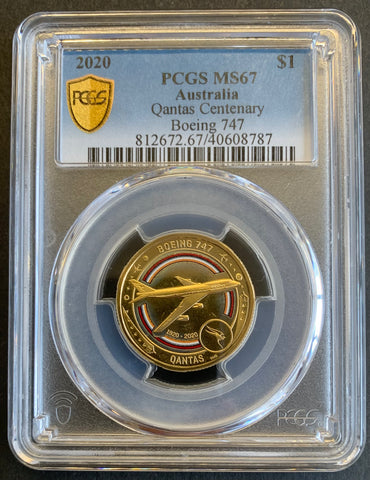 2020 $1
PCGS MS67
Australia
Qantas Centenary
Boeing 747
812672.67/40608787
PCGS
BOEING 747
1920 - 2020
QANTAS
PCGS